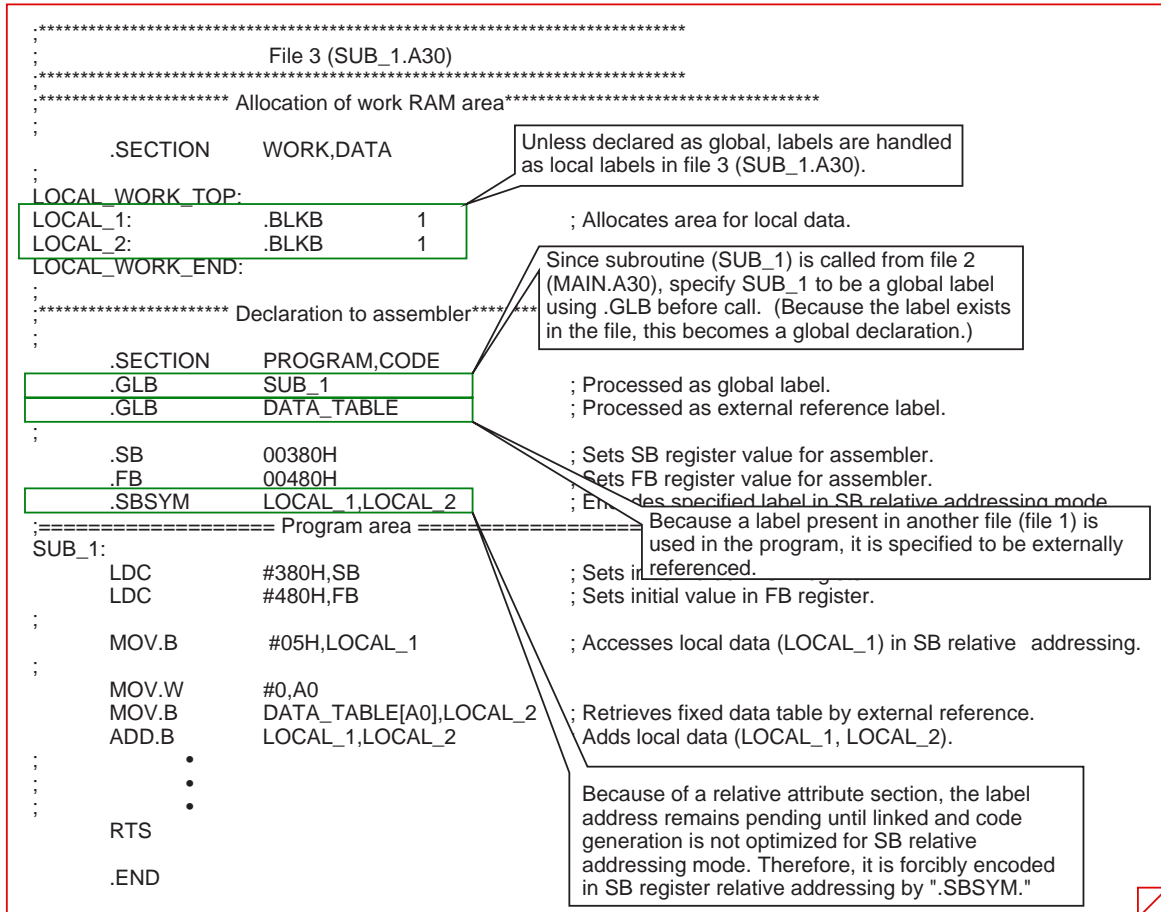 ;******************************************************************************
; File 3 (SUB_1.A30)
;******************************************************************************
;*********************** Allocation of work RAM area**************************************
;
.SECTION WORK,DATA
Unless declared as global, labels are handled
as local labels in file 3 (SUB_1.A30).
;
LOCAL_WORK_TOP:
LOCAL_1: .BLKB 1 ; Allocates area for local data.
LOCAL_2: .BLKB 1
LOCAL_WORK_END:
Since subroutine (SUB_1) is called from file 2
(MAIN.A30), specify SUB_1 to be a global label
using .GLB before call. (Because the label exists
in the file, this becomes a global declaration.)
;
;*********************** Declaration to assembler********
;
.SECTION PROGRAM,CODE
.GLB SUB_1 ; Processed as global label.
.GLB DATA_TABLE ; Processed as external reference label.
;
.SB 00380H ; Sets SB register value for assembler.
.FB 00480H ; Sets FB register value for assembler.
.SBSYM LOCAL_1,LOCAL_2 ; Encodes specified label in SB relative addressing mode
;=================== Program area ======================
Because a label present in another file (file 1) is
used in the program, it is specified to be externally
referenced.
SUB_1:
LDC #380H,SB ; Sets
LDC #480H,FB ; Sets initial value in FB register.
;
MOV.B #05H,LOCAL_1 ; Accesses local data (LOCAL_1) in SB relative addressing.
;
MOV.W #0,A0
MOV.B DATA_TABLE[A0],LOCAL_2 ; Retrieves fixed data table by external reference.
ADD.B LOCAL_1,LOCAL_2 ; Adds local data (LOCAL_1, LOCAL_2).
; •
; •
; •
RTS
.END
Because of a relative attribute section, the label
address remains pending until linked and code
generation is not optimized for SB relative
addressing mode. Therefore, it is forcibly encoded
in SB register relative addressing by ".SBSYM."